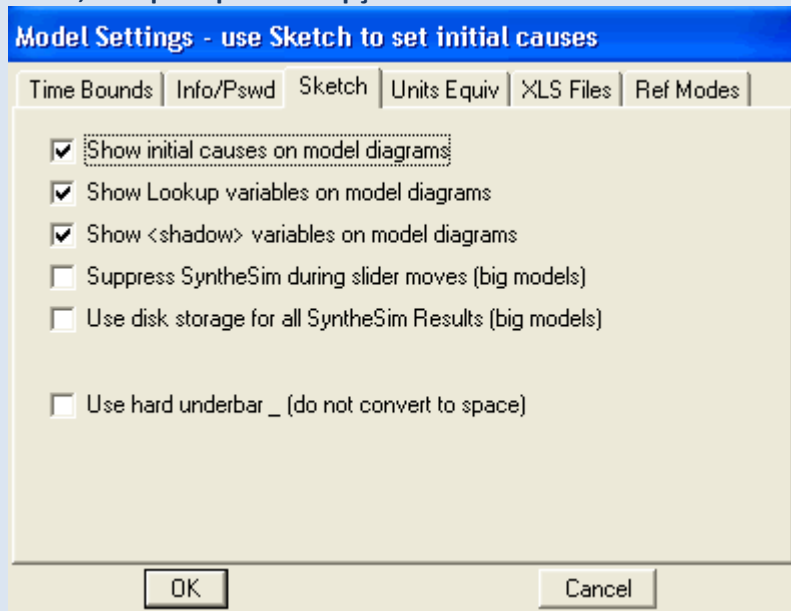 Model Settings - use Sketch to set initial causes
Time Bounds Info/Pswd Sketch Units Equiv XLS Files Ref Modes
Show initial causes on model diagrams
Show Lookup variables on model diagrams
Show <shadow> variables on model diagrams
Suppress SyntheSim during slider moves (big models)
Use disk storage for all SyntheSim Results (big models)
Use hard underbar _ (do not convert to space)
OK Cancel